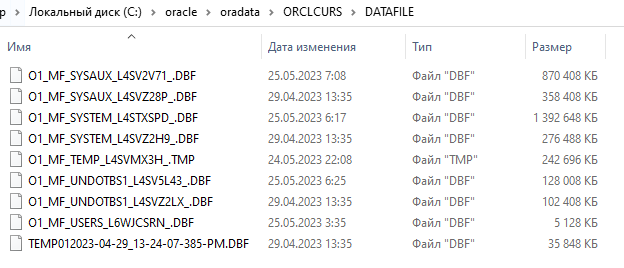 р > Локальный диск (C:) > oracle > oradata > ORCLCURS > DATAFILE
Имя Дата изменения Тип Размер
O1_MF_SYSAUX_L4SV2V71_.DBF 25.05.2023 7:08 Файл "DBF" 870 408 КБ
O1_MF_SYSAUX_L4SVZ28P_.DBF 29.04.2023 13:35 Файл "DBF" 358 408 КБ
O1_MF_SYSTEM_L4STXSPD_.DBF 25.05.2023 6:17 Файл "DBF" 1 392 648 КБ
O1_MF_SYSTEM_L4SVZ2H9_.DBF 29.04.2023 13:35 Файл "DBF" 276 488 КБ
O1_MF_TEMP_L4SVMX3H_.TMP 24.05.2023 22:08 Файл "TMP" 242 696 КБ
O1_MF_UNDOTBS1_L4SV5L43_.DBF 25.05.2023 6:25 Файл "DBF" 128 008 КБ
O1_MF_UNDOTBS1_L4SVZ2LX_.DBF 29.04.2023 13:35 Файл "DBF" 102 408 КБ
O1_MF_USERS_L6WJCSRN_.DBF 25.05.2023 3:35 Файл "DBF" 5 128 КБ
TEMP012023-04-29_13-24-07-385-PM.DBF 29.04.2023 13:35 Файл "DBF" 35 848 КБ